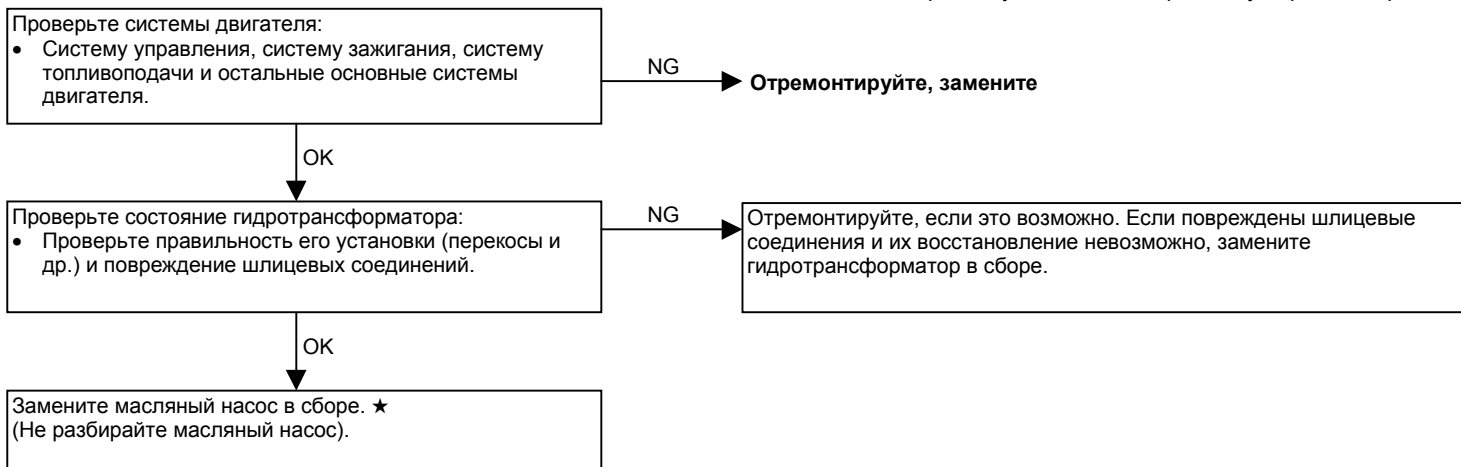 Проверьте системы двигателя:
• Систему управления, систему зажигания, систему
топливоподачи и остальные основные системы
двигателя.
NG
Отремонтируйте, замените
OK
Проверьте состояние гидротрансформатора:
• Проверьте правильность его установки (перекосы и
др.) и повреждение шлицевых соединений.
NG
Отремонтируйте, если это возможно. Если повреждены шлицевые
соединения и их восстановление невозможно, замените
гидротрансформатор в сборе.
OK
Замените масляный насос в сборе. ★
(Не разбирайте масляный насос).